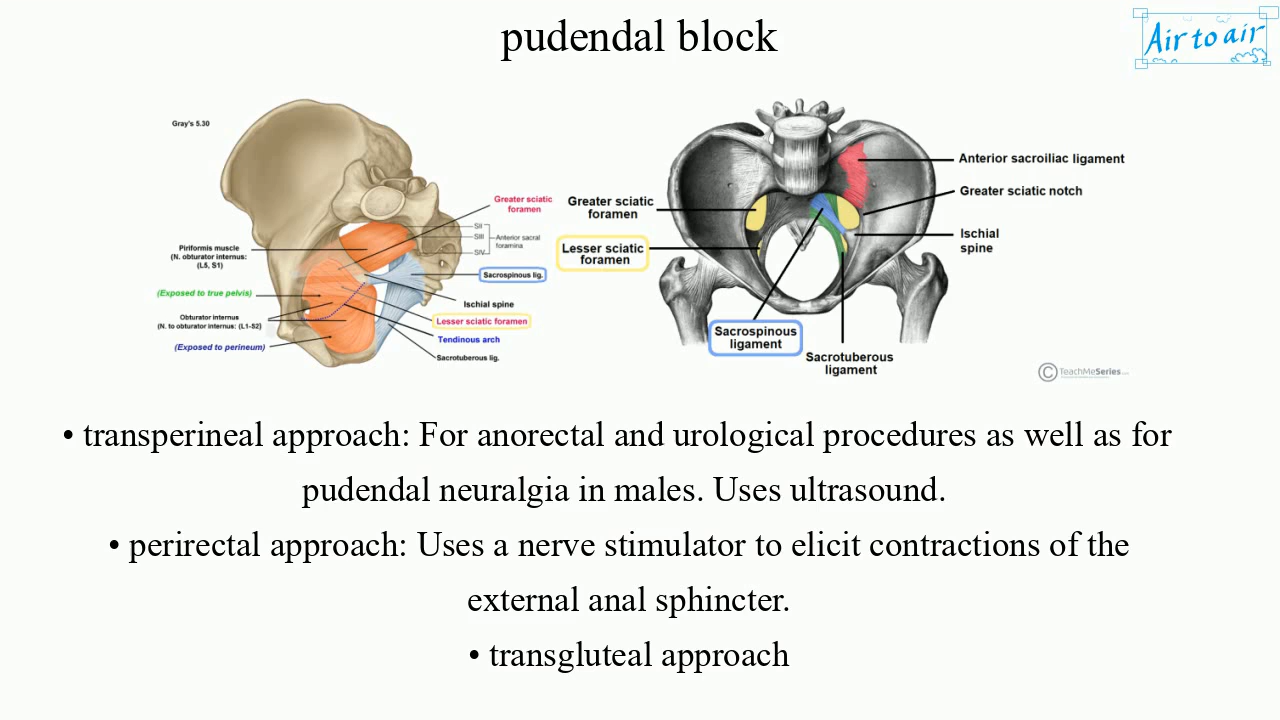 pudendal block
Air to air
Gray's 5.30
Greater sciatic
foramen
SII
SIII
SIV
Anterior sacral
foramina
Piriformis muscle
(N. obturator internus:
(L5, S1)
Sacrospinous lig.
(Exposed to true pelvis)
Ischial spine
Obturator internus
(N. to obturator internus: (L1-S2)
Lesser sciatic foramen
Tendinous arch
(Exposed to perineum)
Sacrotuberous lig.
Greater sciatic
foramen
Lesser sciatic
foramen
Anterior sacroiliac ligament
Greater sciatic notch
Ischial
spine
Sacrospinous
ligament
Sacrotuberous
ligament
© TeachMeSeries
• transperineal approach: For anorectal and urological procedures as well as for
pudendal neuralgia in males. Uses ultrasound.
• perirectal approach: Uses a nerve stimulator to elicit contractions of the
external anal sphincter.
• transgluteal approach